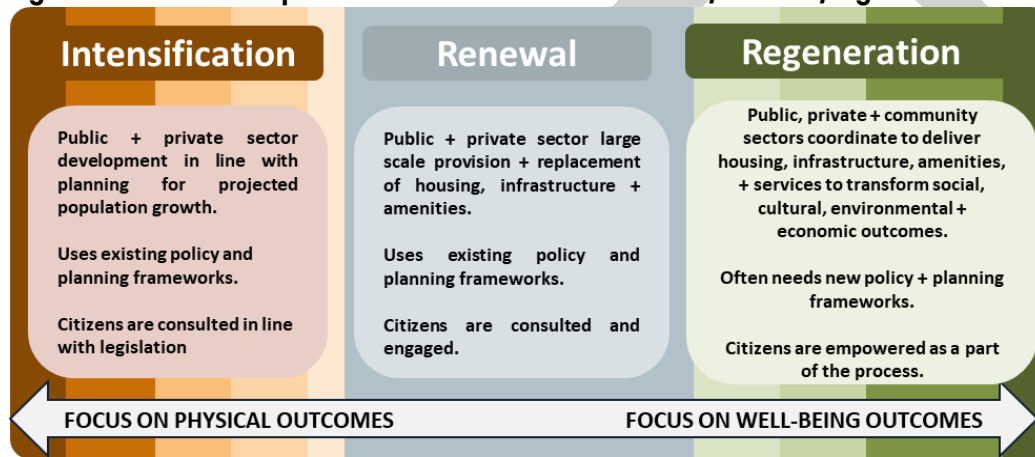 Intensification
Public + private sector
development in line with
planning for projected
population growth.
Uses existing policy and
planning frameworks.
Citizens are consulted in line
with legislation
Renewal
Public + private sector large
scale provision + replacement
of housing, infrastructure +
amenities.
Uses existing policy and
planning frameworks.
Citizens are consulted and
engaged.
Regeneration
Public, private + community
sectors coordinate to deliver
housing, infrastructure, amenities,
+ services to transform social,
cultural, environmental +
economic outcomes.
Often needs new policy + planning
frameworks.
Citizens are empowered as a part
of the process.
FOCUS ON PHYSICAL OUTCOMES
FOCUS ON WELL-BEING OUTCOMES